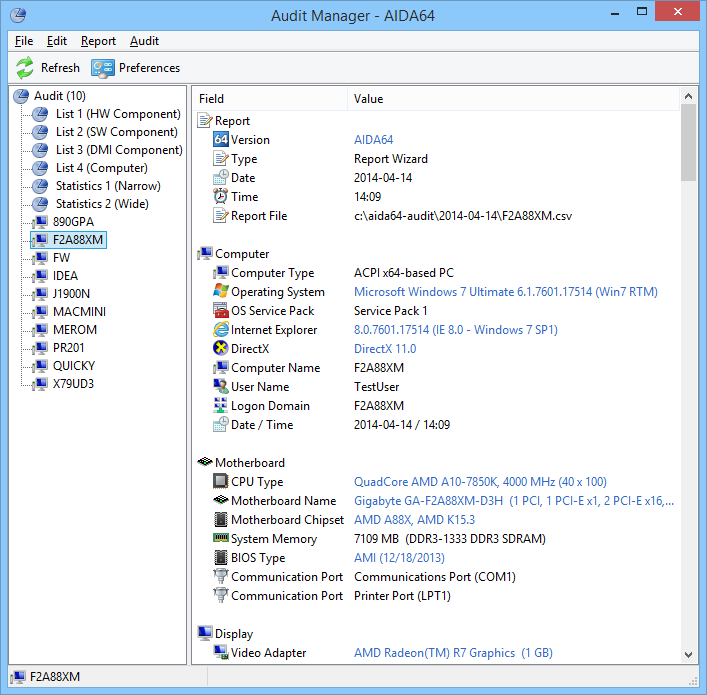 Audit Manager - AIDA64
File Edit Report Audit
Refresh Preferences
Audit (10)
List 1 (HW Component)
List 2 (SW Component)
List 3 (DMI Component)
List 4 (Computer)
Statistics 1 (Narrow)
Statistics 2 (Wide)
890GPA
F2A88XM
FW
IDEA
J1900N
MACMINI
MEROM
PR201
QUICKY
X79UD3
Field Value
Report
64 Version AIDA64
Type Report Wizard
Date 2014-04-14
Time 14:09
Report File c:\aida64-audit\2014-04-14\F2A88XM.csv
Computer
Computer Type ACPI x64-based PC
Operating System Microsoft Windows 7 Ultimate 6.1.7601.17514 (Win7 RTM)
OS Service Pack Service Pack 1
Internet Explorer 8.0.7601.17514 (IE 8.0 - Windows 7 SP1)
DirectX DirectX 11.0
Computer Name F2A88XM
User Name TestUser
Logon Domain F2A88XM
Date / Time 2014-04-14 / 14:09
Motherboard
CPU Type QuadCore AMD A10-7850K, 4000 MHz (40 x 100)
Motherboard Name Gigabyte GA-F2A88XM-D3H (1 PCI, 1 PCI-E x1, 2 PCI-E x16,...
Motherboard Chipset AMD A88X, AMD K15.3
System Memory 7109 MB (DDR3-1333 DDR3 SDRAM)
BIOS Type AMI (12/18/2013)
Communication Port Communications Port (COM1)
Communication Port Printer Port (LPT1)
Display
Video Adapter AMD Radeon(TM) R7 Graphics (1 GB)
F2A88XM